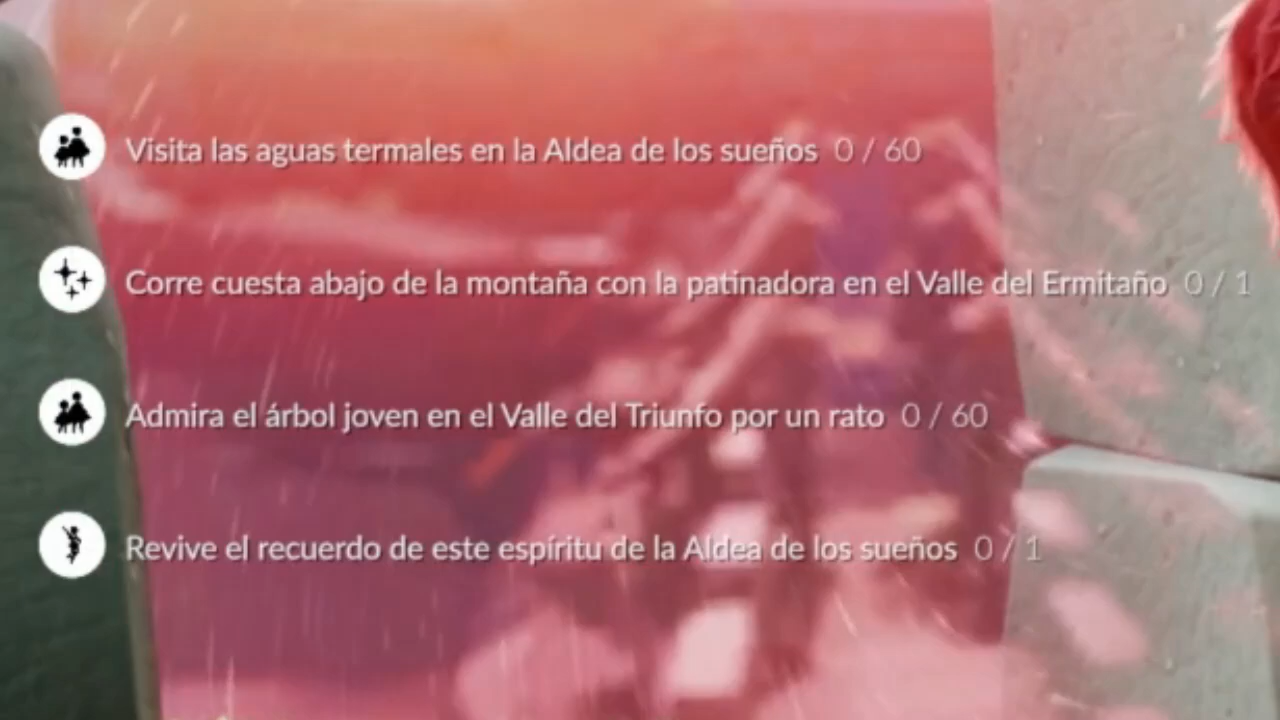 Visita las aguas termales en la Aldea de los sueños 0 / 60
Corre cuesta abajo de la montaña con la patinadora en el Valle del Ermitaño 0 / 1
Admira el árbol joven en el Valle del Triunfo por un rato 0 / 60
Revive el recuerdo de este espíritu de la Aldea de los sueños 0 / 1